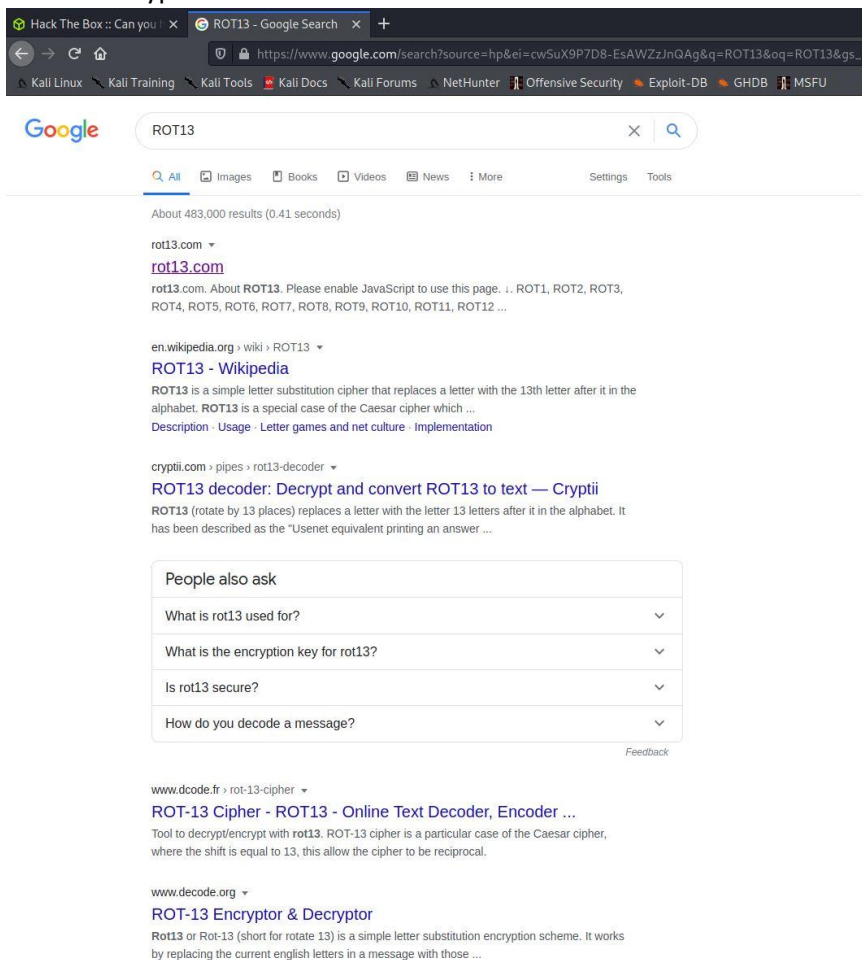 Hack The Box :: Can you
ROT13 - Google Search
https://www.google.com/search?source=hp&ei=cwSuX9P7D8-EsAWZzJnQAg&q=ROT13&oq=ROT13&gs_
Kali Linux Kali Training Kali Tools Kali Docs Kali Forums NetHunter Offensive Security Exploit-DB GHDB MSFU
Google
ROT13
All Images Books Videos News More Settings Tools
About 483,000 results (0.41 seconds)
rot13.com
rot13.com
rot13.com. About ROT13. Please enable JavaScript to use this page. ↓. ROT1, ROT2, ROT3,
ROT4, ROT5, ROT6, ROT7, ROT8, ROT9, ROT10, ROT11, ROT12 ...
en.wikipedia.org › wiki › ROT13
ROT13 - Wikipedia
ROT13 is a simple letter substitution cipher that replaces a letter with the 13th letter after it in the
alphabet. ROT13 is a special case of the Caesar cipher which ...
Description · Usage · Letter games and net culture · Implementation
cryptii.com › pipes › rot13-decoder
ROT13 decoder: Decrypt and convert ROT13 to text — Cryptii
ROT13 (rotate by 13 places) replaces a letter with the letter 13 letters after it in the alphabet. It
has been described as the "Usenet equivalent printing an answer ...
People also ask
What is rot13 used for?
What is the encryption key for rot13?
Is rot13 secure?
How do you decode a message?
Feedback
www.dcode.fr › rot-13-cipher
ROT-13 Cipher - ROT13 - Online Text Decoder, Encoder ...
Tool to decrypt/encrypt with rot13. ROT-13 cipher is a particular case of the Caesar cipher,
where the shift is equal to 13, this allow the cipher to be reciprocal.
www.decode.org
ROT-13 Encryptor & Decryptor
Rot13 or Rot-13 (short for rotate 13) is a simple letter substitution encryption scheme. It works
by replacing the current english letters in a message with those ...